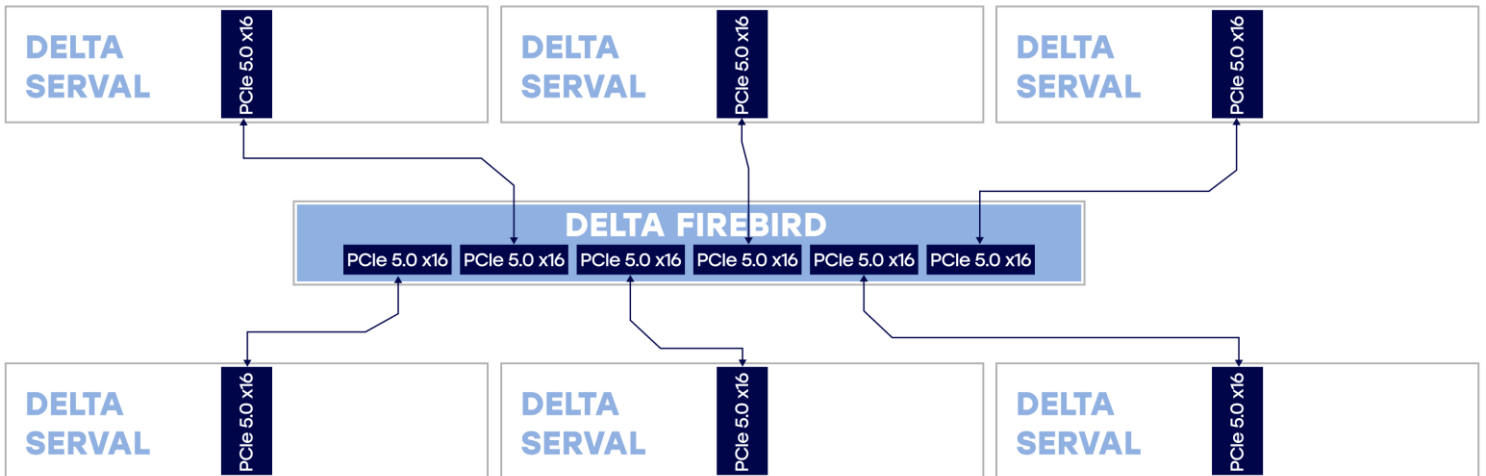 DELTA
SERVAL
PCIe 5.0 x16
DELTA
SERVAL
PCIe 5.0 x16
DELTA
SERVAL
PCIe 5.0 x16
DELTA FIREBIRD
PCIe 5.0 x16 PCIe 5.0 x16 PCIe 5.0 x16 PCIe 5.0 x16 PCIe 5.0 x16 PCIe 5.0 x16
DELTA
SERVAL
PCIe 5.0 x16
DELTA
SERVAL
PCIe 5.0 x16
DELTA
SERVAL
PCIe 5.0 x16